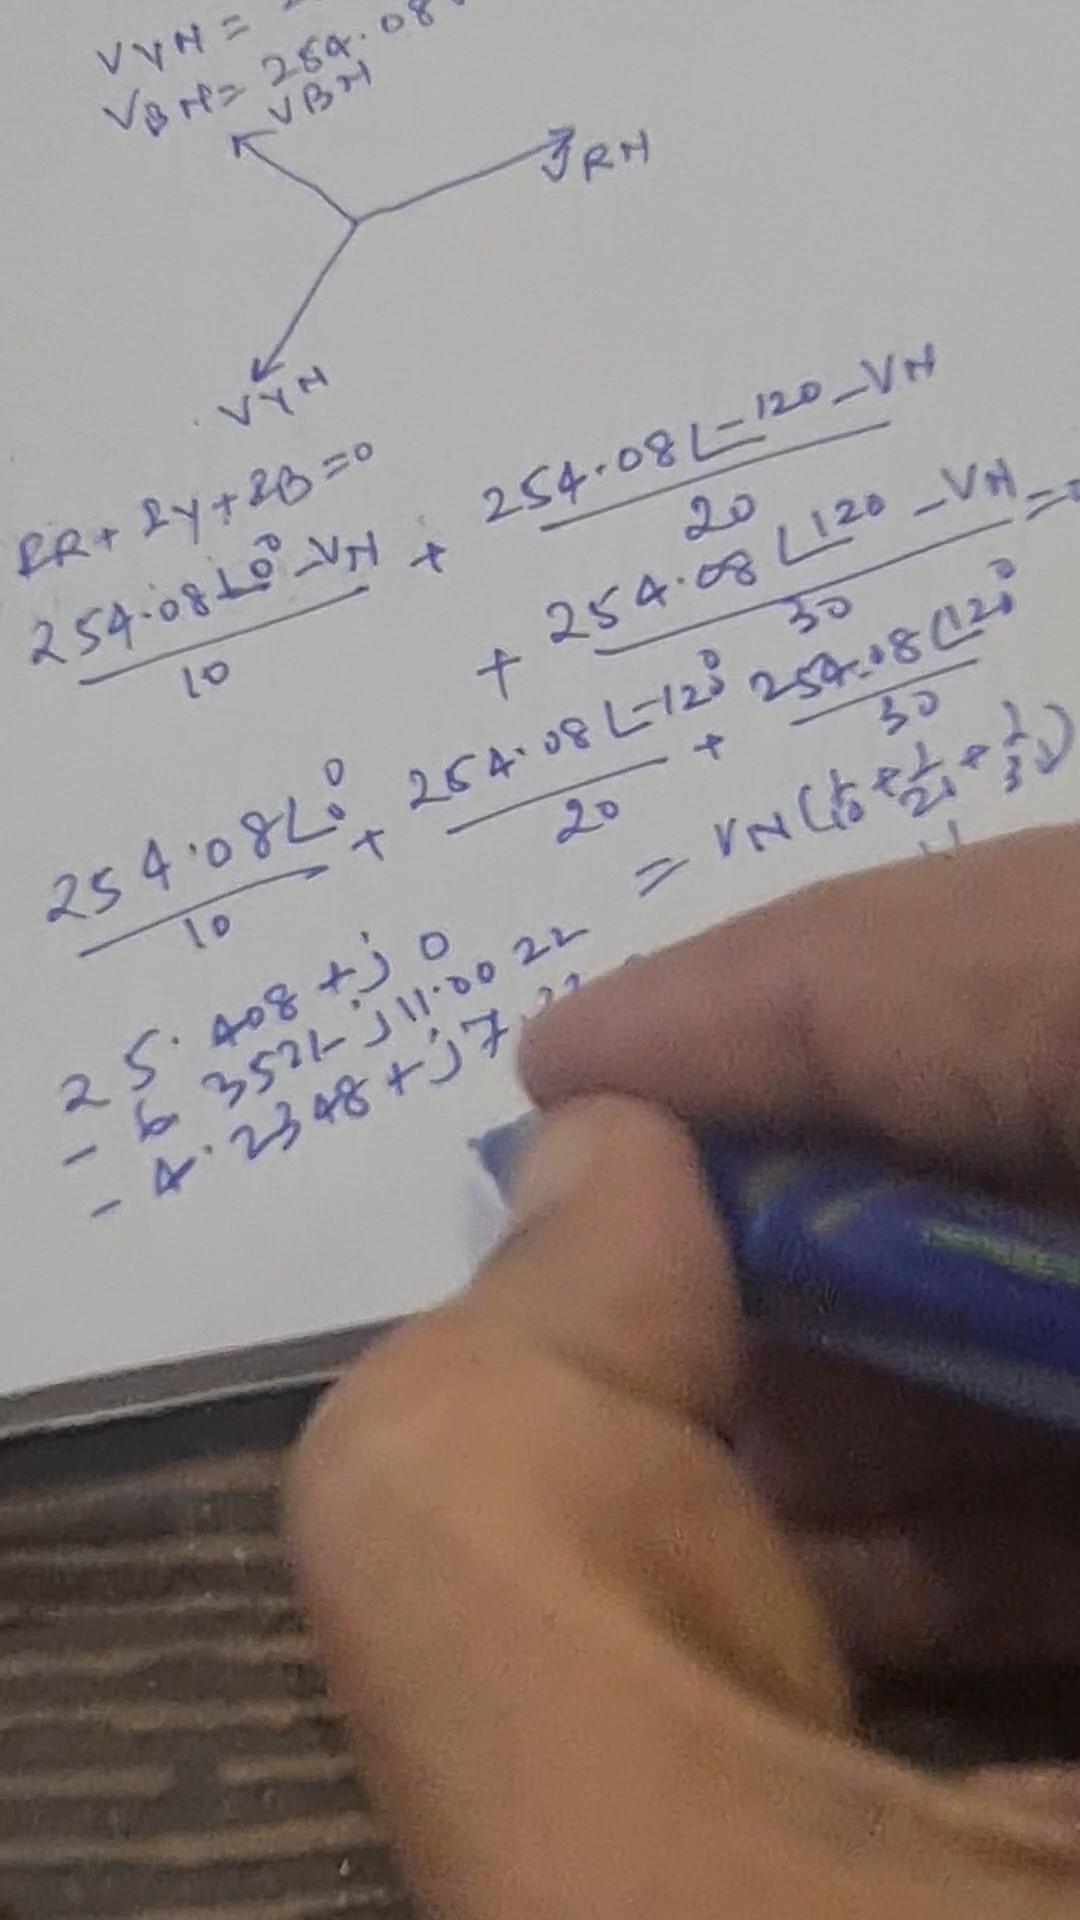 VYN =
VBN= 254.08
VBN
VRN
VYN
IR+ IY+IB=0
254.08∠0° -VN + 254.08∠-120 -VN
10 20
+ 254.08∠120 -VN =
30
254.08∠0° + 254.08∠-120° + 254.08∠120°
10 20 30
= VN(1/10 + 1/20 + 1/30)
25.408 +j0
-6 352 -j11.0022
-4.2348 +j7